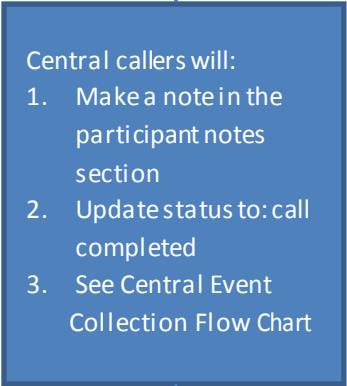 Central callers will:
1. Make a note in the
participant notes
section
2. Update status to: call
completed
3. See Central Event
Collection Flow Chart